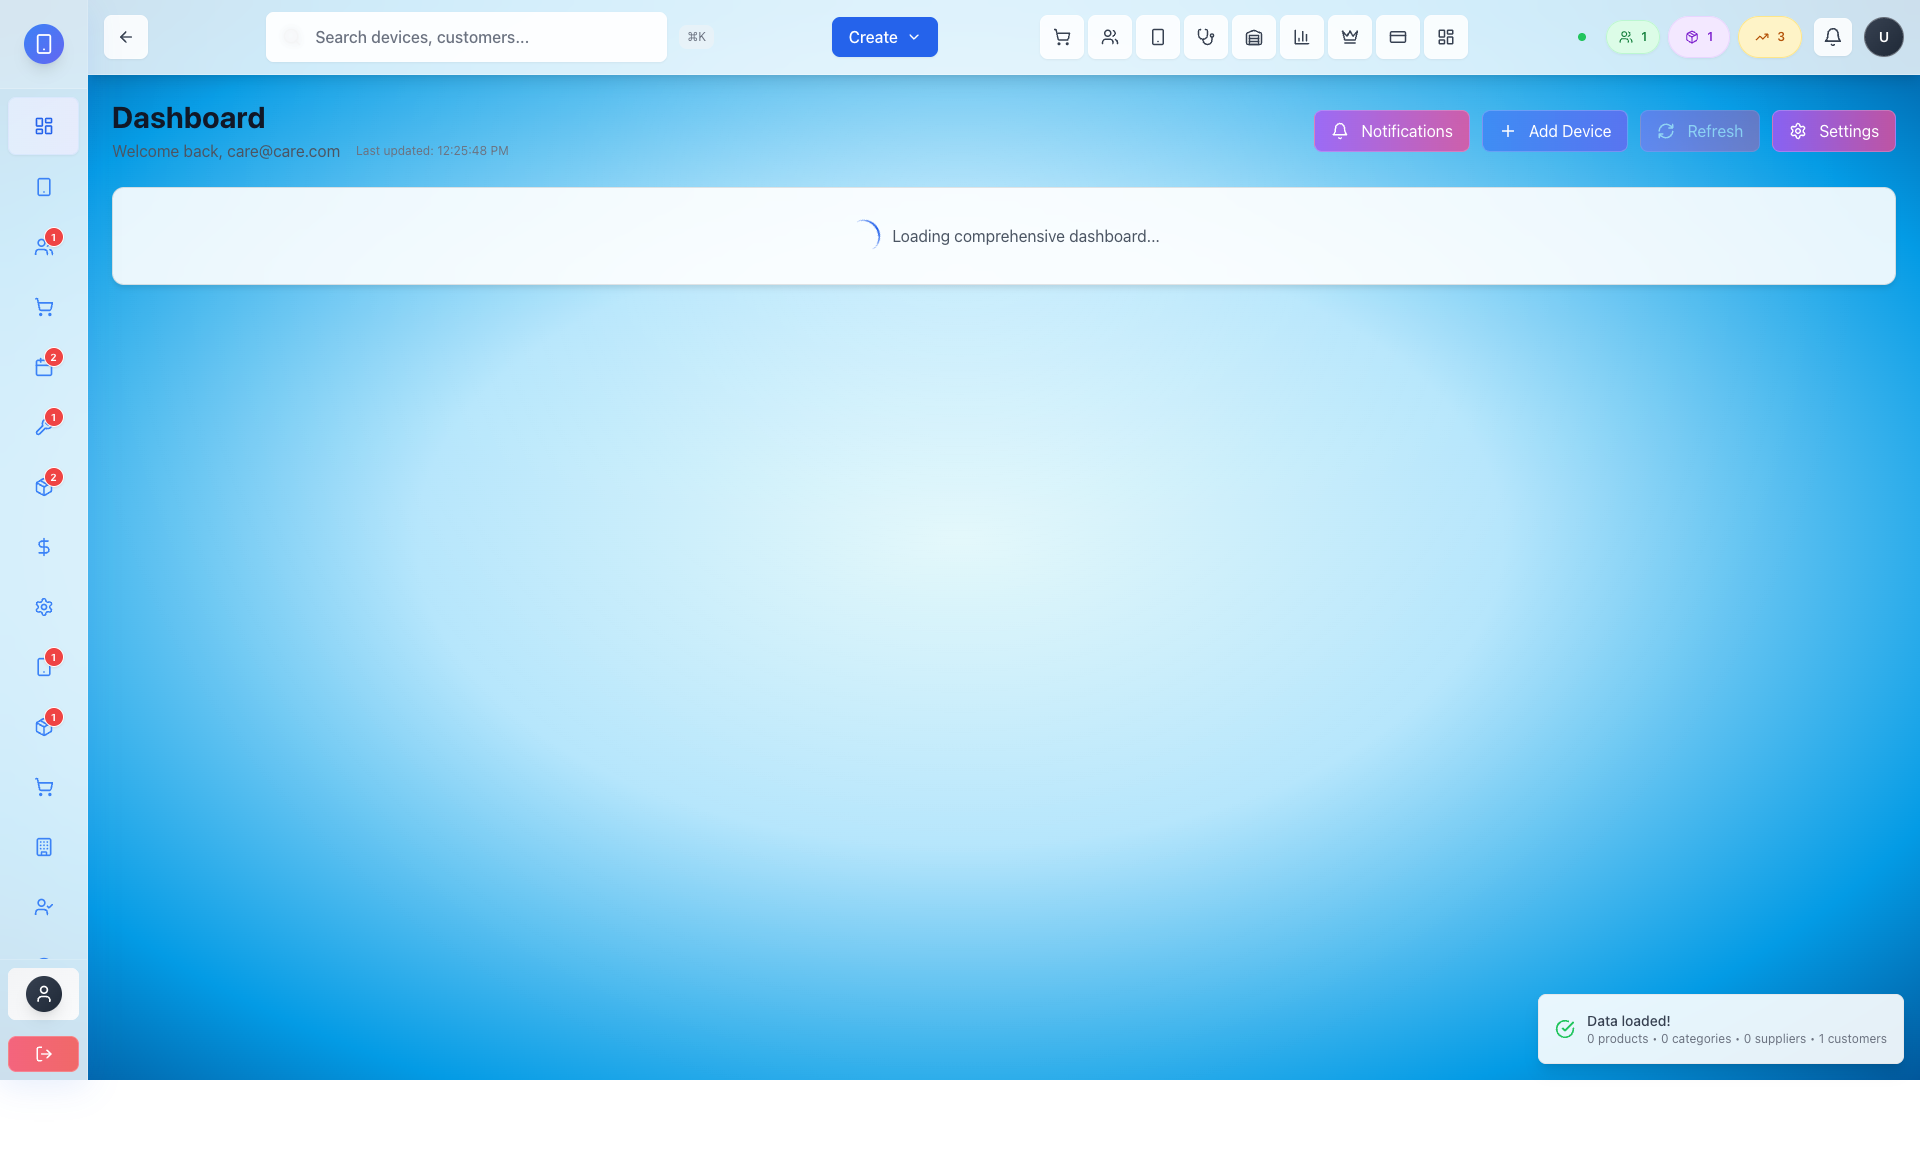 Search devices, customers...
⌘K
Create
1
1
3
U
Dashboard
Welcome back, care@care.com
Last updated: 12:25:48 PM
Notifications
Add Device
Refresh
Settings
Loading comprehensive dashboard...
1
2
1
2
1
1
Data loaded!
0 products • 0 categories • 0 suppliers • 1 customers